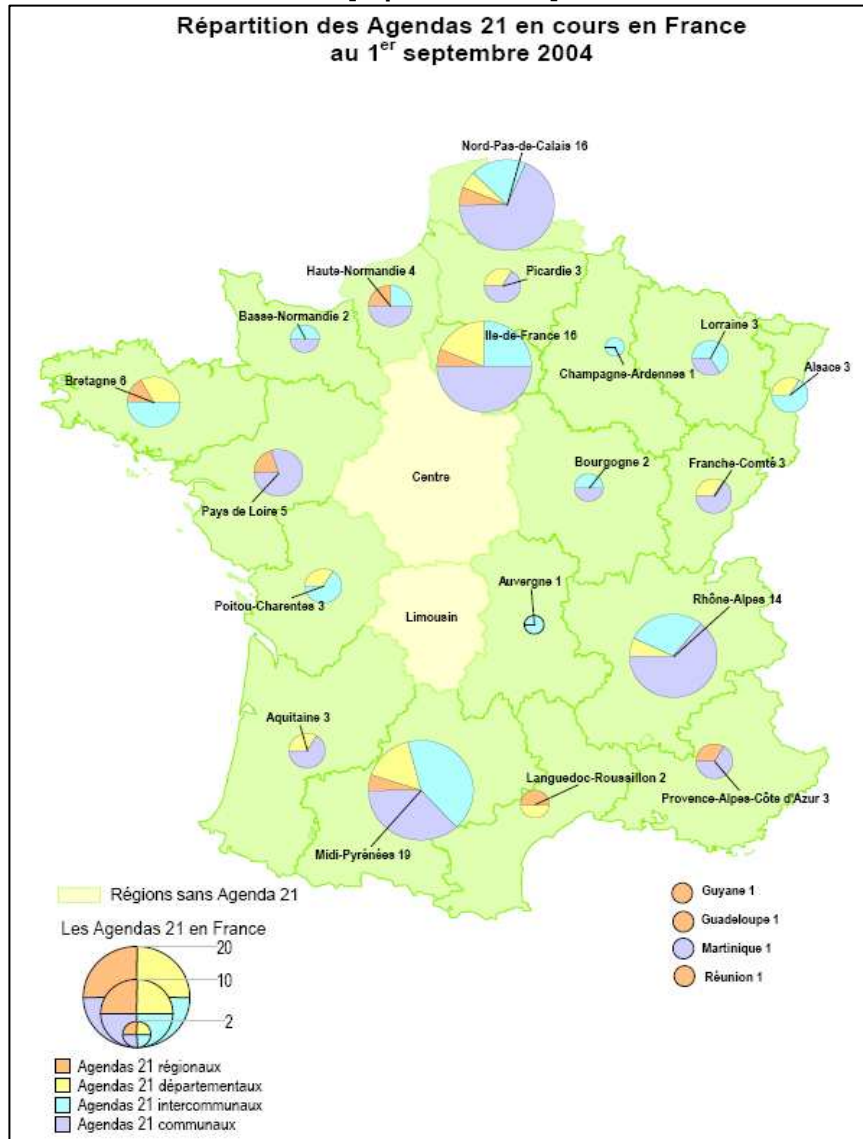 Répartition des Agendas 21 en cours en France
au 1er septembre 2004
Nord-Pas-de-Calais 16
Haute-Normandie 4
Picardie 3
Basse-Normandie 2
Ile-de-France 16
Lorraine 3
Champagne-Ardennes 1
Alsace 3
Bretagne 6
Centre
Bourgogne 2
Franche-Comté 3
Pays de Loire 5
Auvergne 1
Rhône-Alpes 14
Poitou-Charentes 3
Limousin
Aquitaine 3
Languedoc-Roussillon 2
Provence-Alpes-Côte d'Azur 3
Midi-Pyrénées 19
Guyane 1
Guadeloupe 1
Martinique 1
Réunion 1
Régions sans Agenda 21
Les Agendas 21 en France
20
10
2
Agendas 21 régionaux
Agendas 21 départementaux
Agendas 21 intercommunaux
Agendas 21 communaux